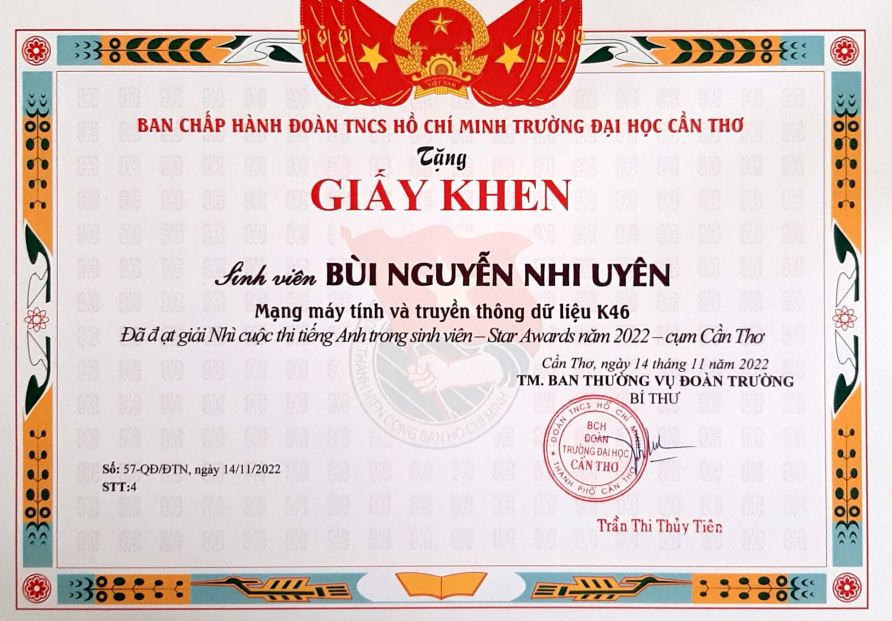 VIỆT NAM
BAN CHẤP HÀNH ĐOÀN TNCS HỒ CHÍ MINH TRƯỜNG ĐẠI HỌC CẦN THƠ
Tặng
GIẤY KHEN
Sinh viên BÙI NGUYỄN NHI UYÊN
Mạng máy tính và truyền thông dữ liệu K46
Đã đạt giải Nhì cuộc thi tiếng Anh trong sinh viên – Star Awards năm 2022 – cụm Cần Thơ
Cần Thơ, ngày 14 tháng 11 năm 2022
TM. BAN THƯỜNG VỤ ĐOÀN TRƯỜNG
BÍ THƯ
ĐOÀN TNCS HỒ CHÍ MINH
BCH
ĐOÀN
TRƯỜNG ĐẠI HỌC
CẦN THƠ
THÀNH PHỐ CẦN THƠ
ĐOÀN THANH NIÊN CỘNG SẢN HỒ CHÍ MINH
Số: 57-QĐ/ĐTN, ngày 14/11/2022
STT:4
Trần Thi Thủy Tiên